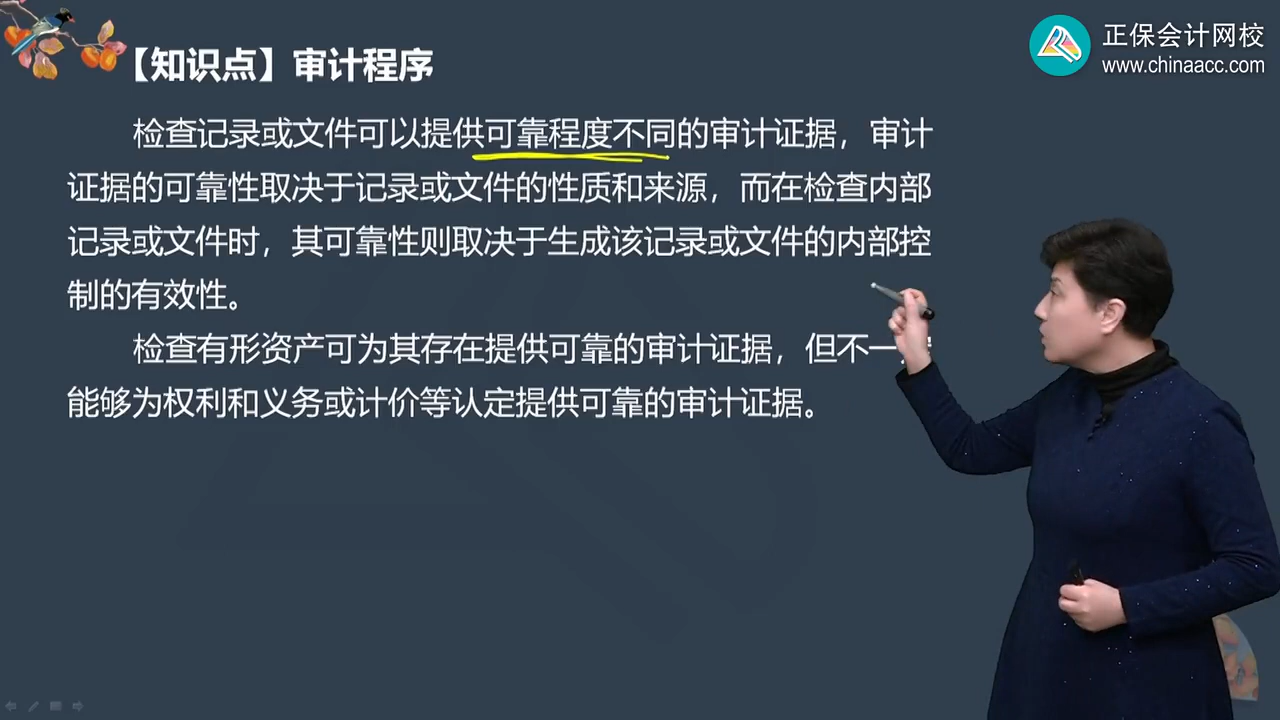 正保会计网校
www.chinaacc.com
【知识点】审计程序
检查记录或文件可以提供可靠程度不同的审计证据，审计
证据的可靠性取决于记录或文件的性质和来源，而在检查内部
记录或文件时，其可靠性则取决于生成该记录或文件的内部控
制的有效性。
检查有形资产可为其存在提供可靠的审计证据，但不一
能够为权利和义务或计价等认定提供可靠的审计证据。